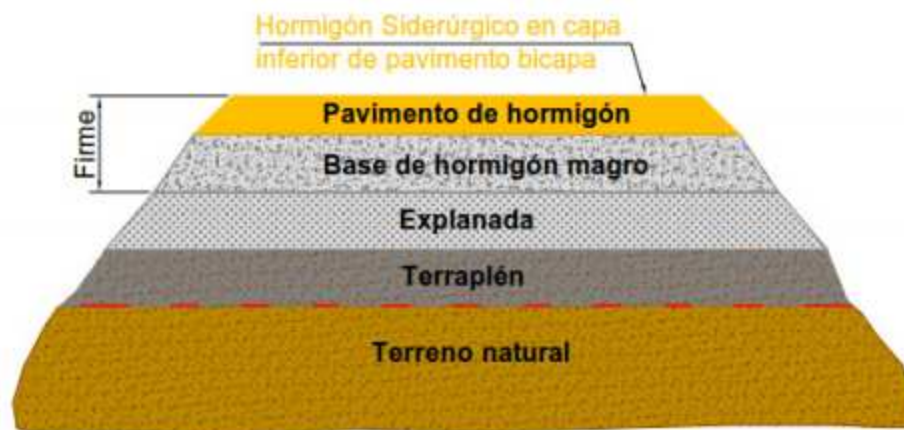 Hormigón Siderúrgico en capa
inferior de pavimento bicapa
Firme
Pavimento de hormigón
Base de hormigón magro
Explanada
Terraplén
Terreno natural